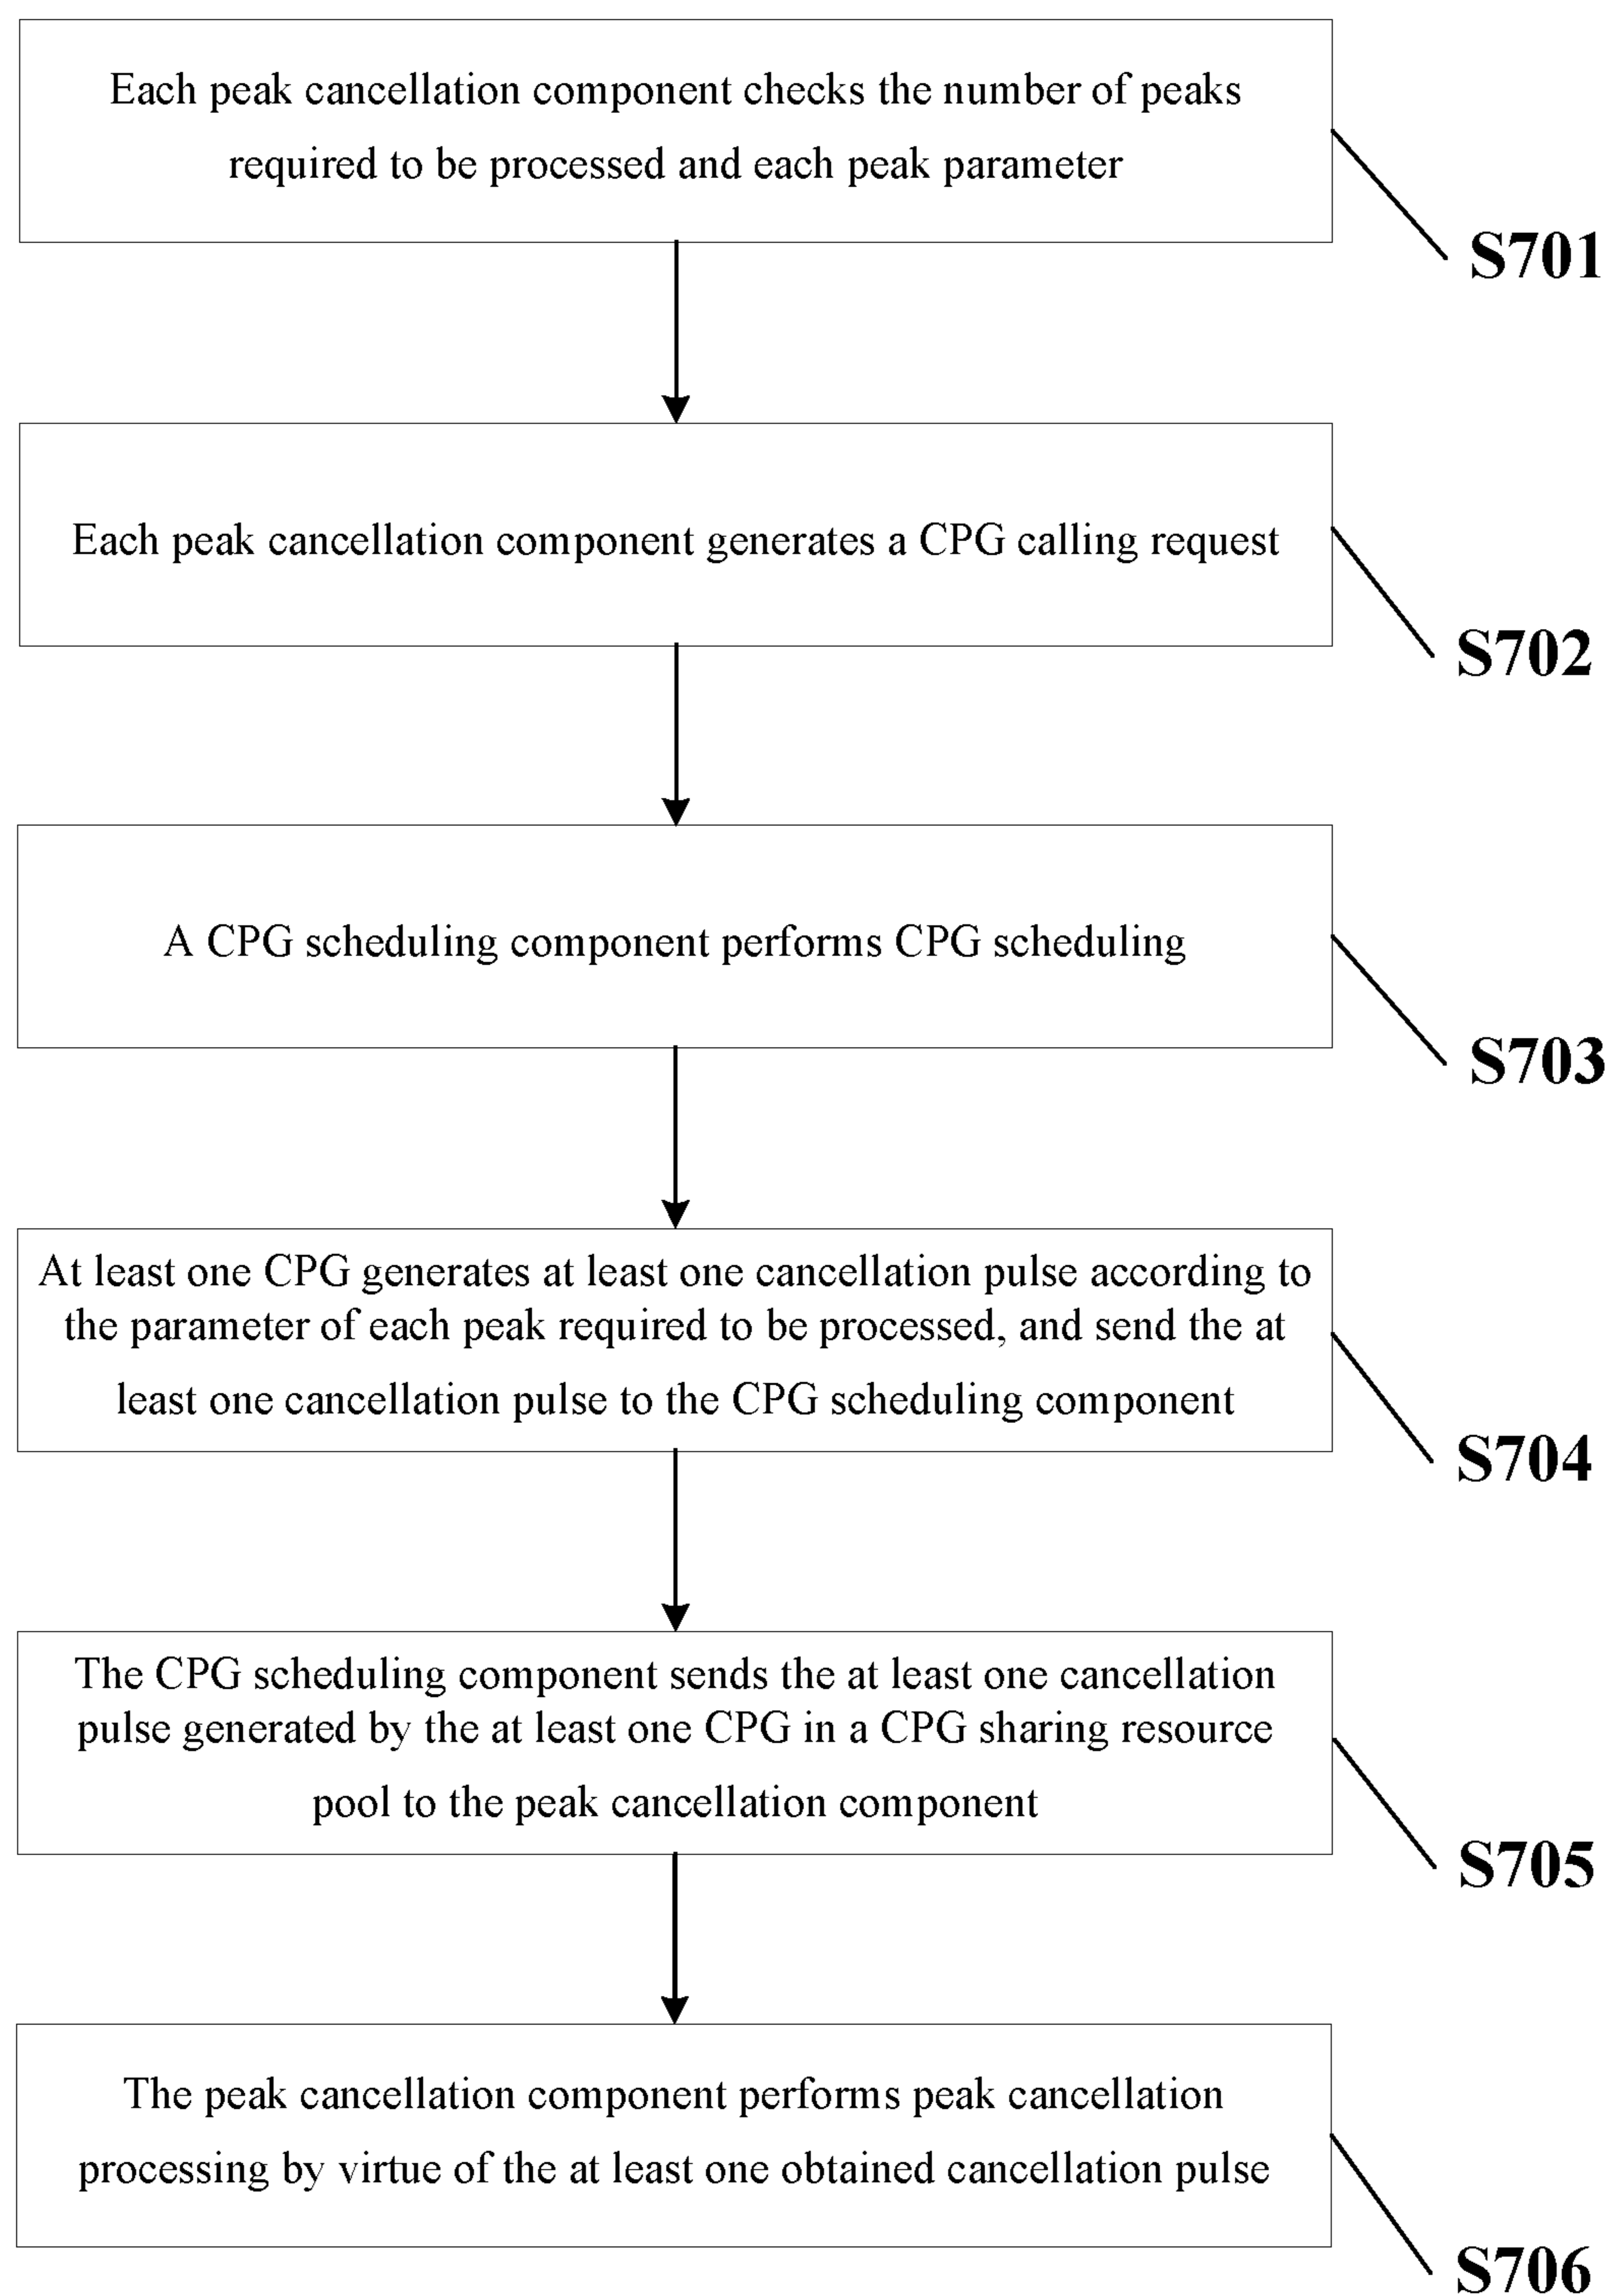 Each peak cancellation component checks the number of peaks
required to be processed and each peak parameter
S701
Each peak cancellation component generates a CPG calling request
S702
A CPG scheduling component performs CPG scheduling
S703
At least one CPG generates at least one cancellation pulse according to
the parameter of each peak required to be processed, and send the at
least one cancellation pulse to the CPG scheduling component
S704
The CPG scheduling component sends the at least one cancellation
pulse generated by the at least one CPG in a CPG sharing resource
pool to the peak cancellation component
S705
The peak cancellation component performs peak cancellation
processing by virtue of the at least one obtained cancellation pulse
S706